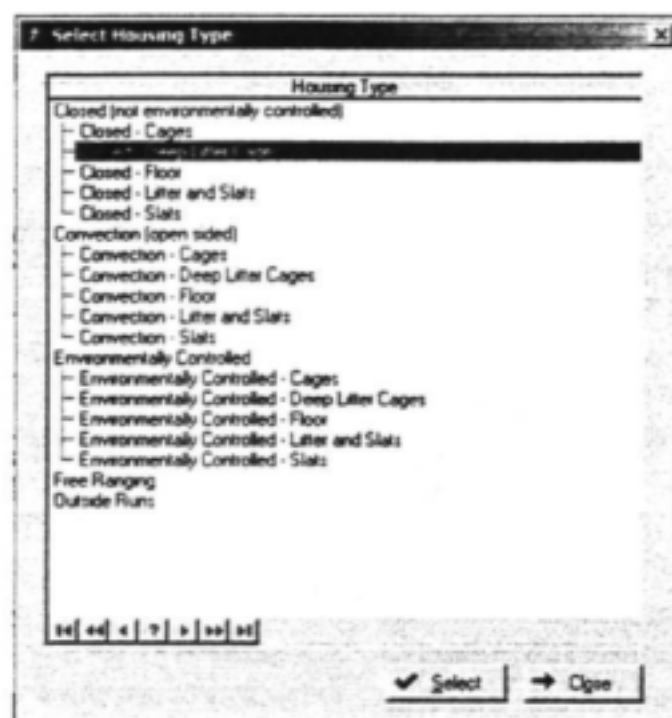 Select Housing Type
Housing Type
Closed (not environmentally controlled)
Closed - Cages
Closed - Floor
Closed - Litter and Slats
Closed - Slats
Convection (open sided)
Convection - Cages
Convection - Deep Litter Cages
Convection - Floor
Convection - Litter and Slats
Convection - Slats
Environmentally Controlled
Environmentally Controlled - Cages
Environmentally Controlled - Deep Litter Cages
Environmentally Controlled - Floor
Environmentally Controlled - Litter and Slats
Environmentally Controlled - Slats
Free Ranging
Outside Runs
?
Select Close